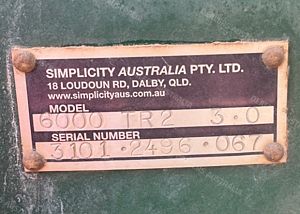 SIMPLICITY AUSTRALIA PTY. LTD.
18 LOUDOUN RD, DALBY, QLD.
www.simplicityaus.com.au
MODEL
6000 TR2 3.0
SERIAL NUMBER
3101·2496·067